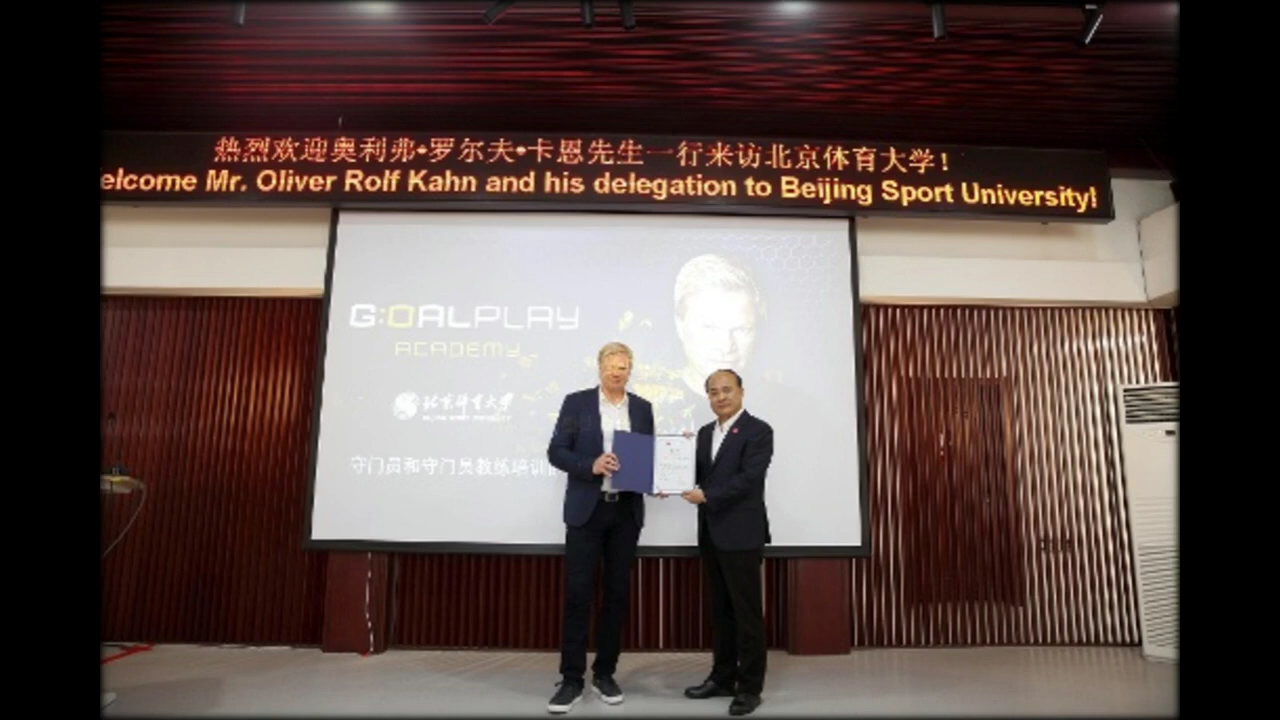 热烈欢迎奥利弗•罗尔夫•卡恩先生一行来访北京体育大学！
elcome Mr. Oliver Rolf Kahn and his delegation to Beijing Sport University!
G:OALPLAY
ACADEMY
北京体育大学
守门员和守门员教练培训